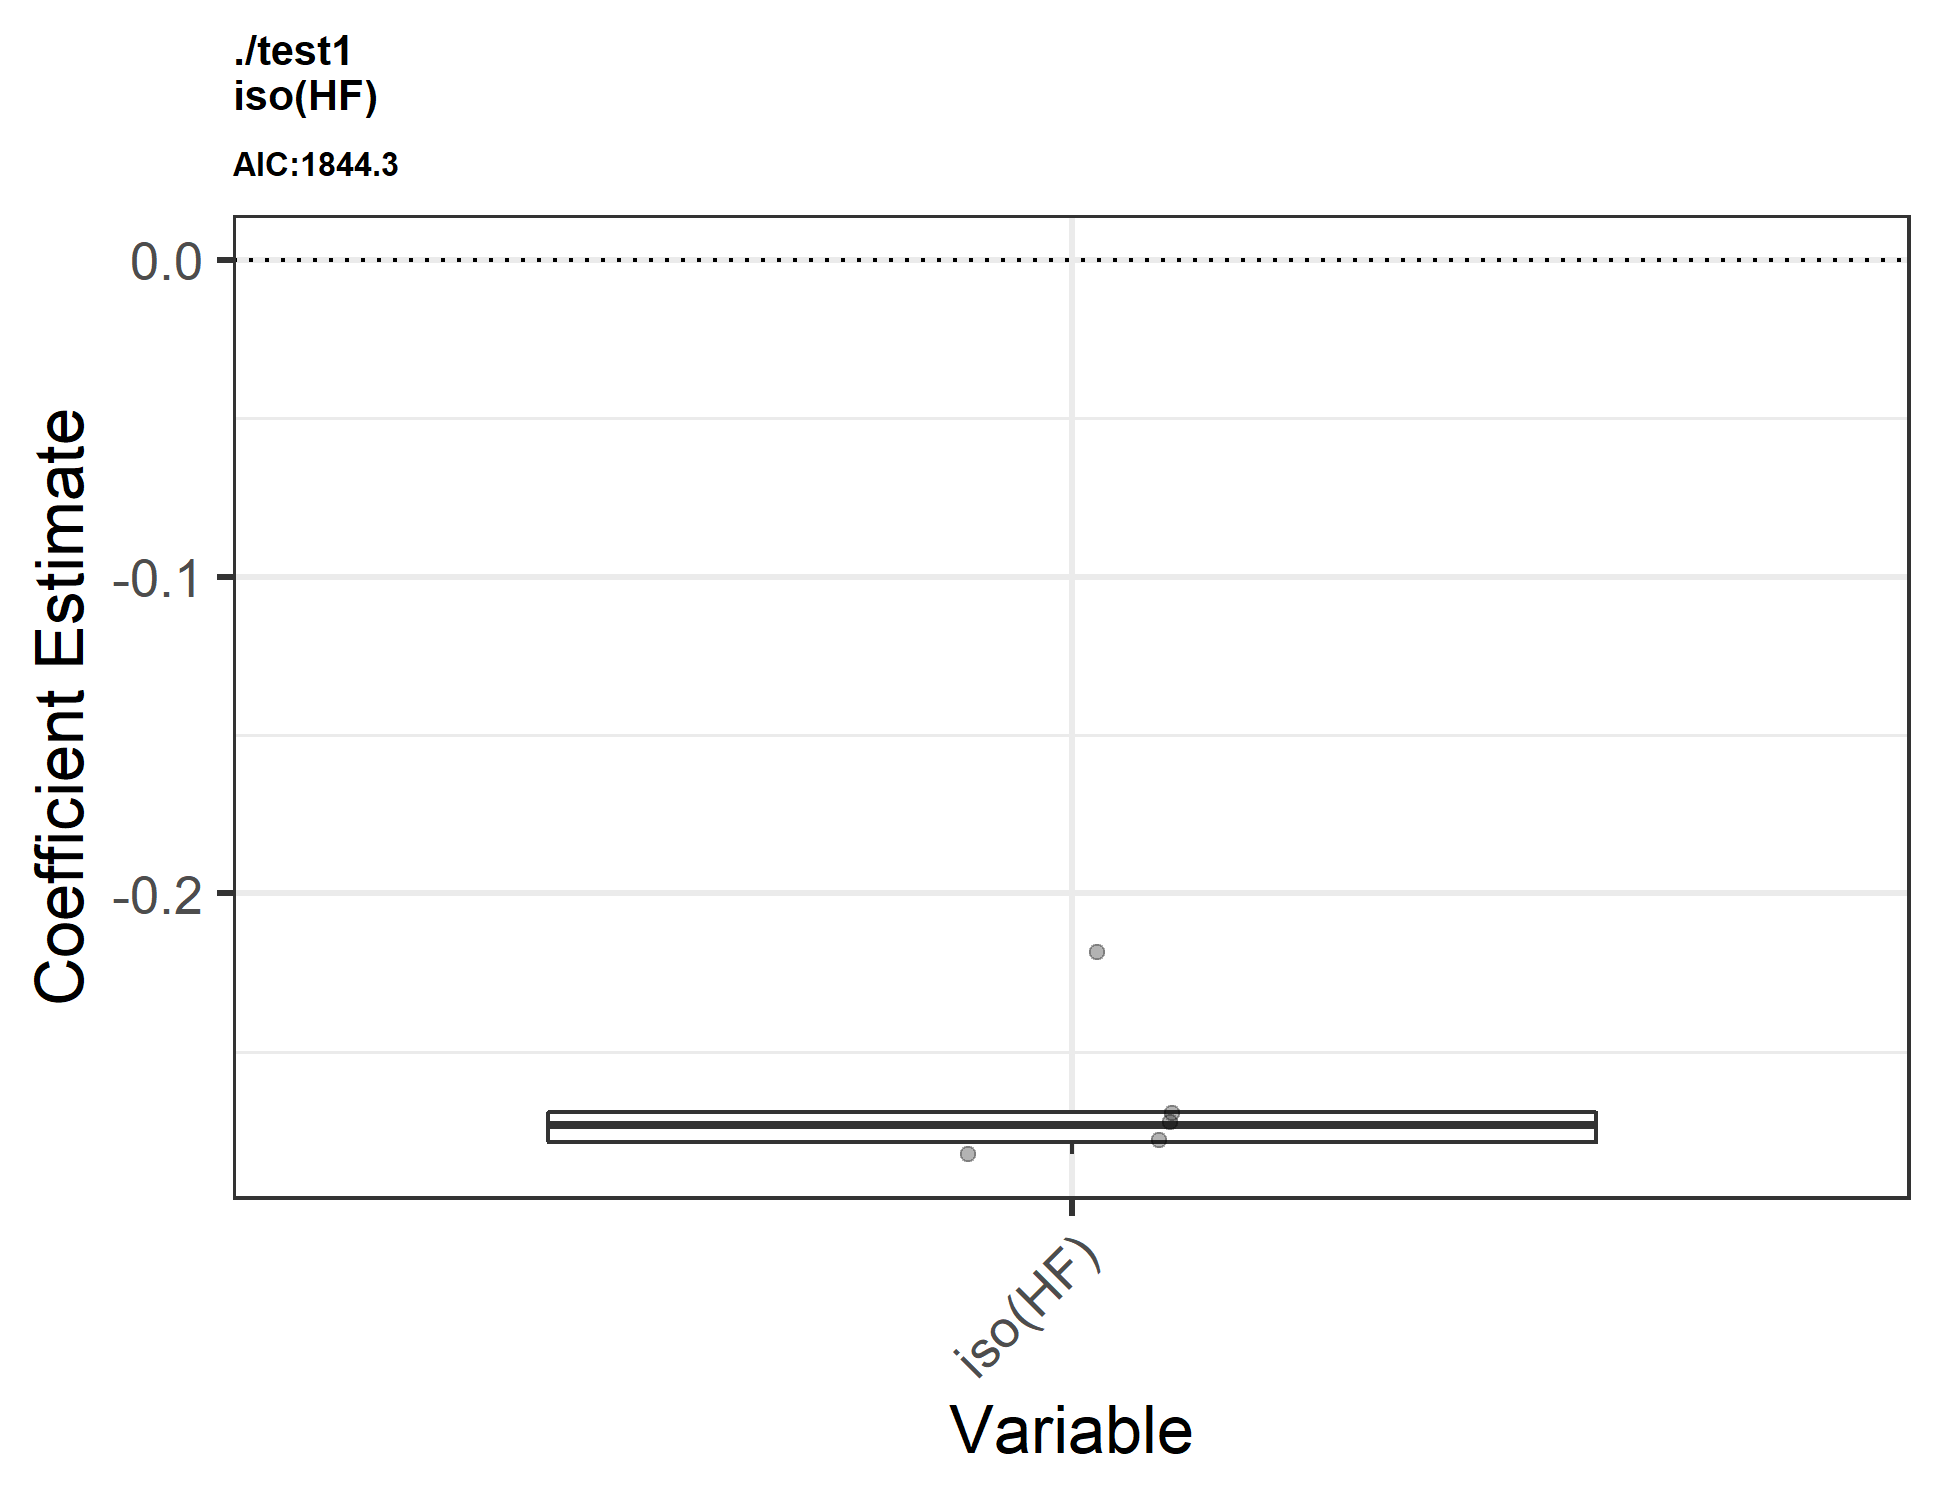 ./test1
iso(HF)
AIC:1844.3
0.0
-0.1
-0.2
Coefficient Estimate
iso(HF)
Variable